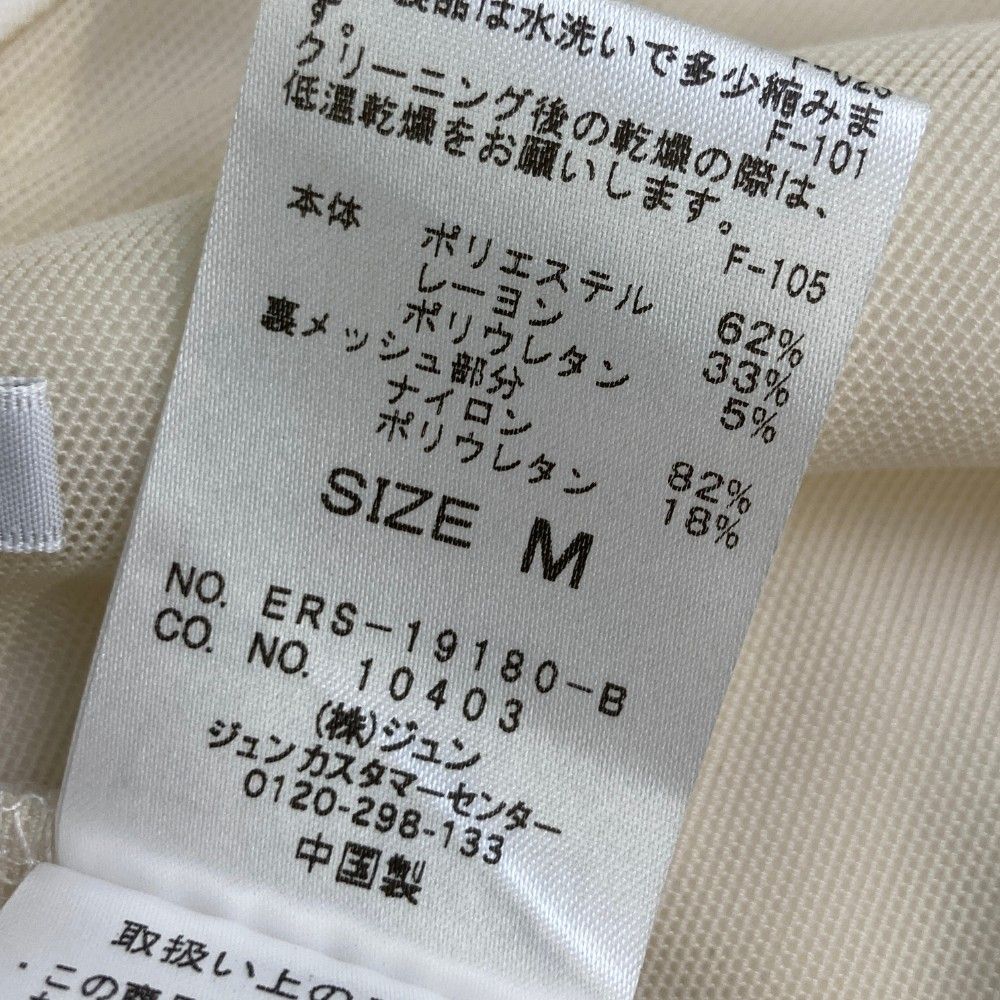 製品は水洗いで多少縮みま
す。
F-101
クリーニング後の乾燥の際は、
低温乾燥をお願いします。
F-105
本体
ポリエステル 62%
レーヨン 33%
ポリウレタン 5%
裏メッシュ部分
ナイロン 82%
ポリウレタン 18%
SIZE M
NO. ERS-19180-B
CO. NO. 10403
(株)ジュン
ジュンカスタマーセンター
0120-298-133
中国製
取扱い上の
・この商